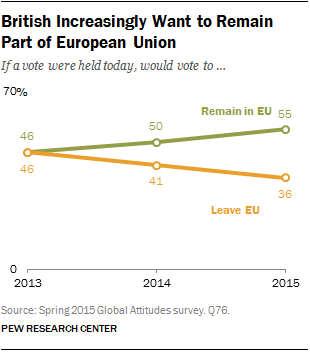 British Increasingly Want to Remain
Part of European Union
If a vote were held today, would vote to ...
70%
Remain in EU 55
50
46
46
41
36
Leave EU
0
2013 2014 2015
Source: Spring 2015 Global Attitudes survey. Q76.
PEW RESEARCH CENTER